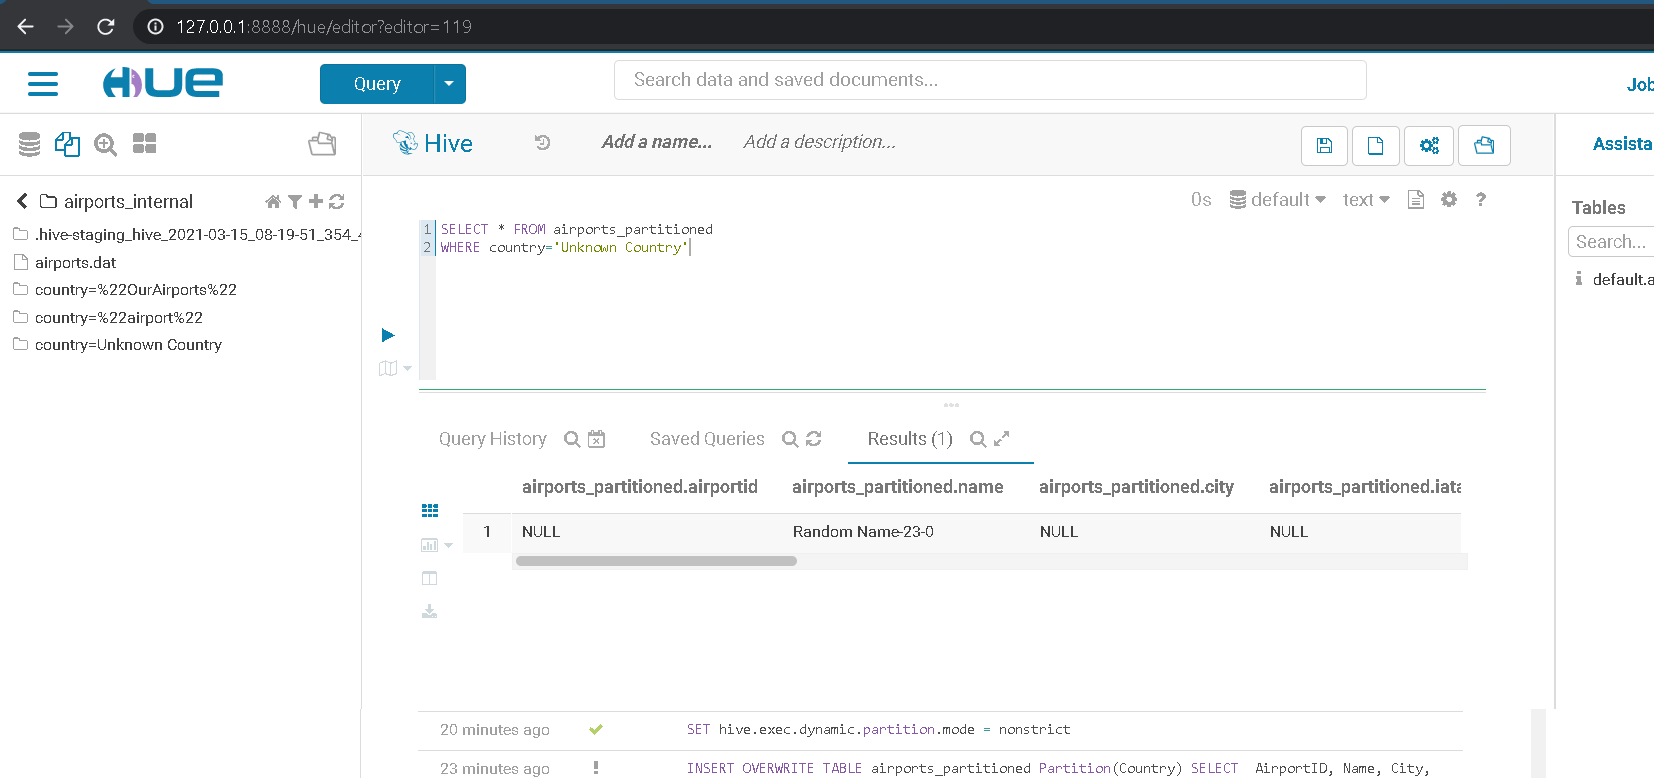 127.0.0.1:8888/hue/editor?editor=119
HUE
Query
Search data and saved documents...
Hive
Add a name...
Add a description...
airports_internal
.hive-staging_hive_2021-03-15_08-19-51_354_
airports.dat
country=%22OurAirports%22
country=%22airport%22
country=Unknown Country
0s
default
text
?
1 SELECT * FROM airports_partitioned
2 WHERE country='Unknown Country'
Query History
Saved Queries
Results (1)
airports_partitioned.airportid airports_partitioned.name airports_partitioned.city airports_partitioned.iata
1 NULL Random Name-23-0 NULL NULL
20 minutes ago SET hive.exec.dynamic.partition.mode = nonstrict
23 minutes ago ! INSERT OVERWRITE TABLE airports_partitioned Partition(Country) SELECT AirportID, Name, City,
Job
Assista
Tables
Search...
default.a